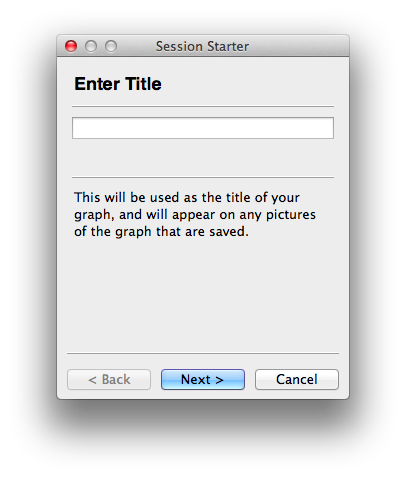 Session Starter
Enter Title
This will be used as the title of your
graph, and will appear on any pictures
of the graph that are saved.
< Back
Next >
Cancel